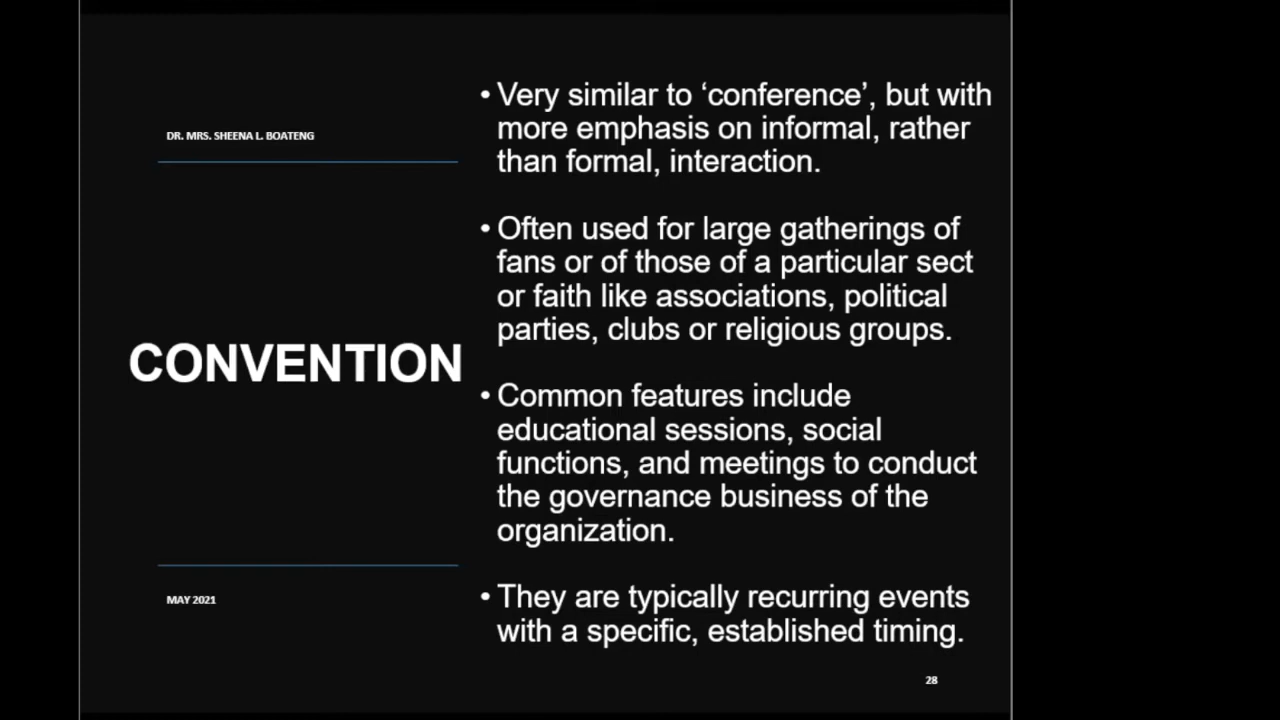 DR. MRS. SHEENA L. BOATENG
CONVENTION
MAY 2021
• Very similar to ‘conference’, but with
more emphasis on informal, rather
than formal, interaction.
• Often used for large gatherings of
fans or of those of a particular sect
or faith like associations, political
parties, clubs or religious groups.
• Common features include
educational sessions, social
functions, and meetings to conduct
the governance business of the
organization.
• They are typically recurring events
with a specific, established timing.
28